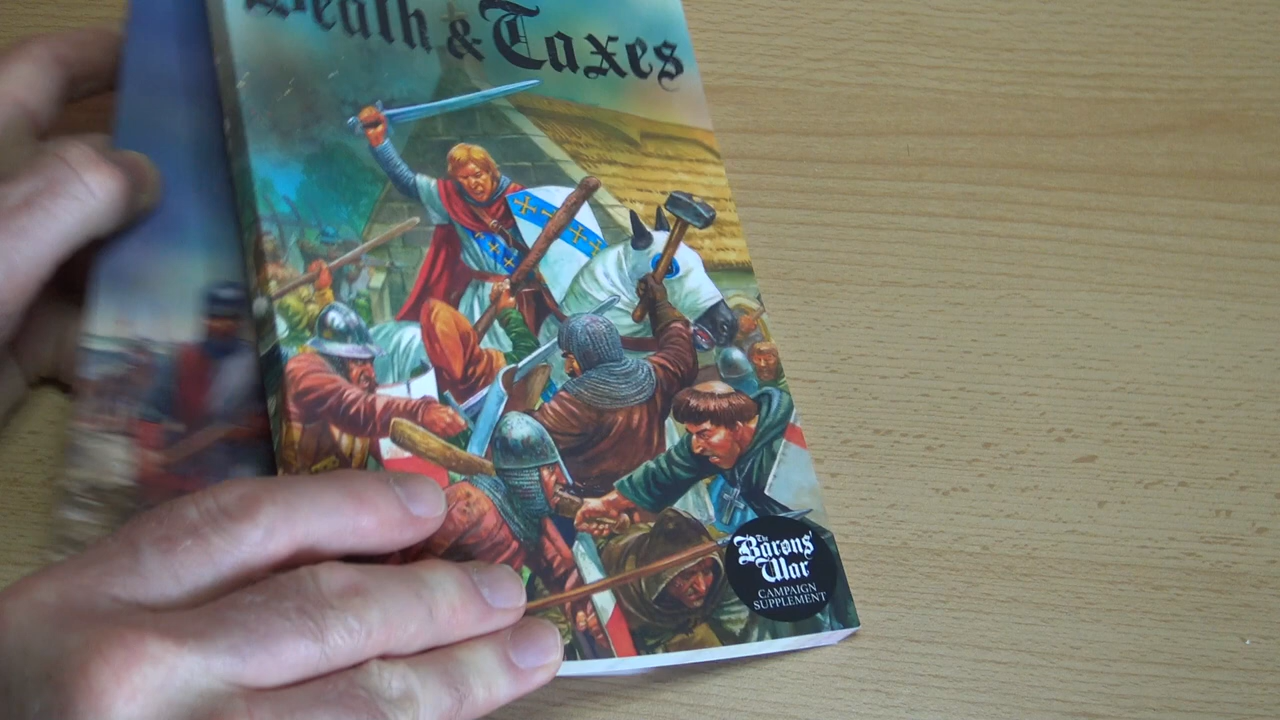 Death & Taxes
The
Barons'
War
CAMPAIGN
SUPPLEMENT